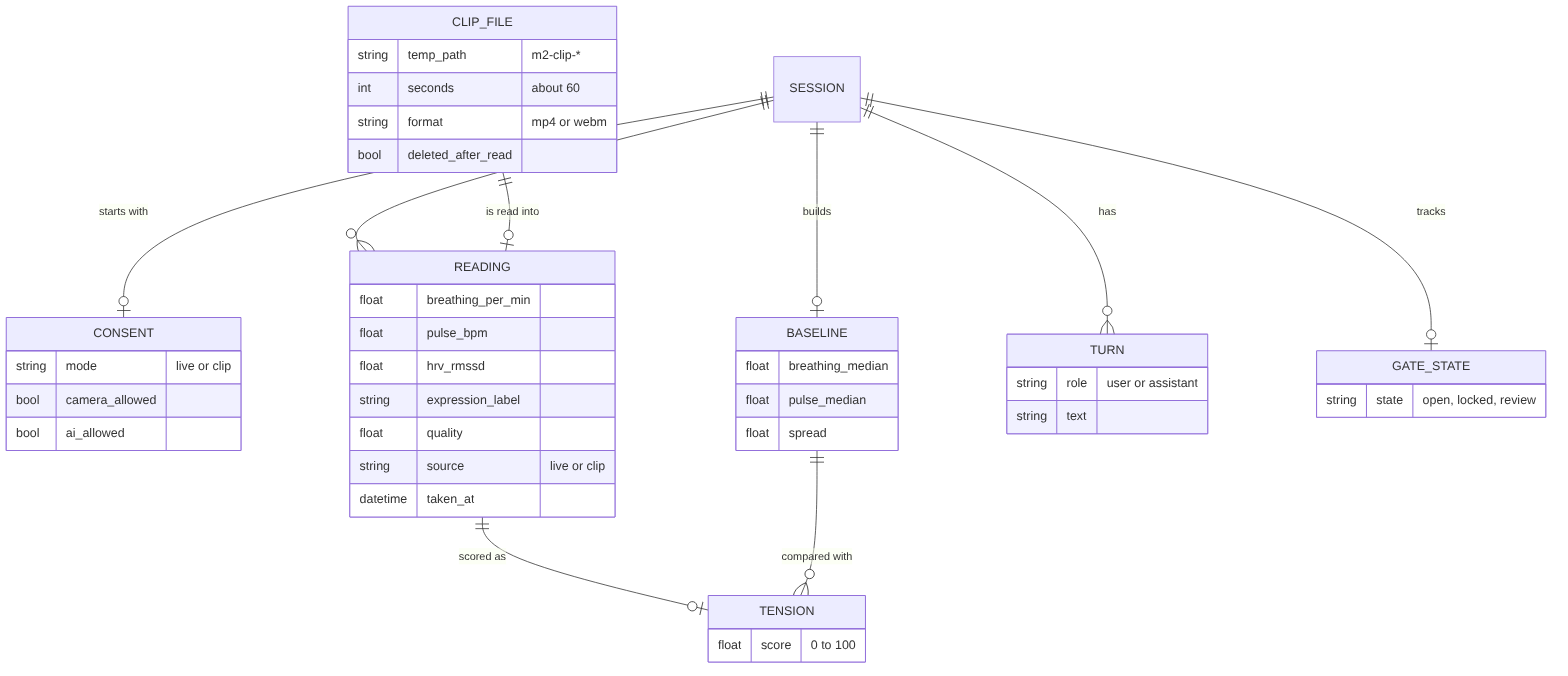 CLIP_FILE
string temp_path m2-clip-*
int seconds about 60
string format mp4 or webm
bool deleted_after_read
SESSION
starts with
is read into
builds
has
tracks
CONSENT
string mode live or clip
bool camera_allowed
bool ai_allowed
READING
float breathing_per_min
float pulse_bpm
float hrv_rmssd
string expression_label
float quality
string source live or clip
datetime taken_at
BASELINE
float breathing_median
float pulse_median
float spread
TURN
string role user or assistant
string text
GATE_STATE
string state open, locked, review
scored as
compared with
TENSION
float score 0 to 100